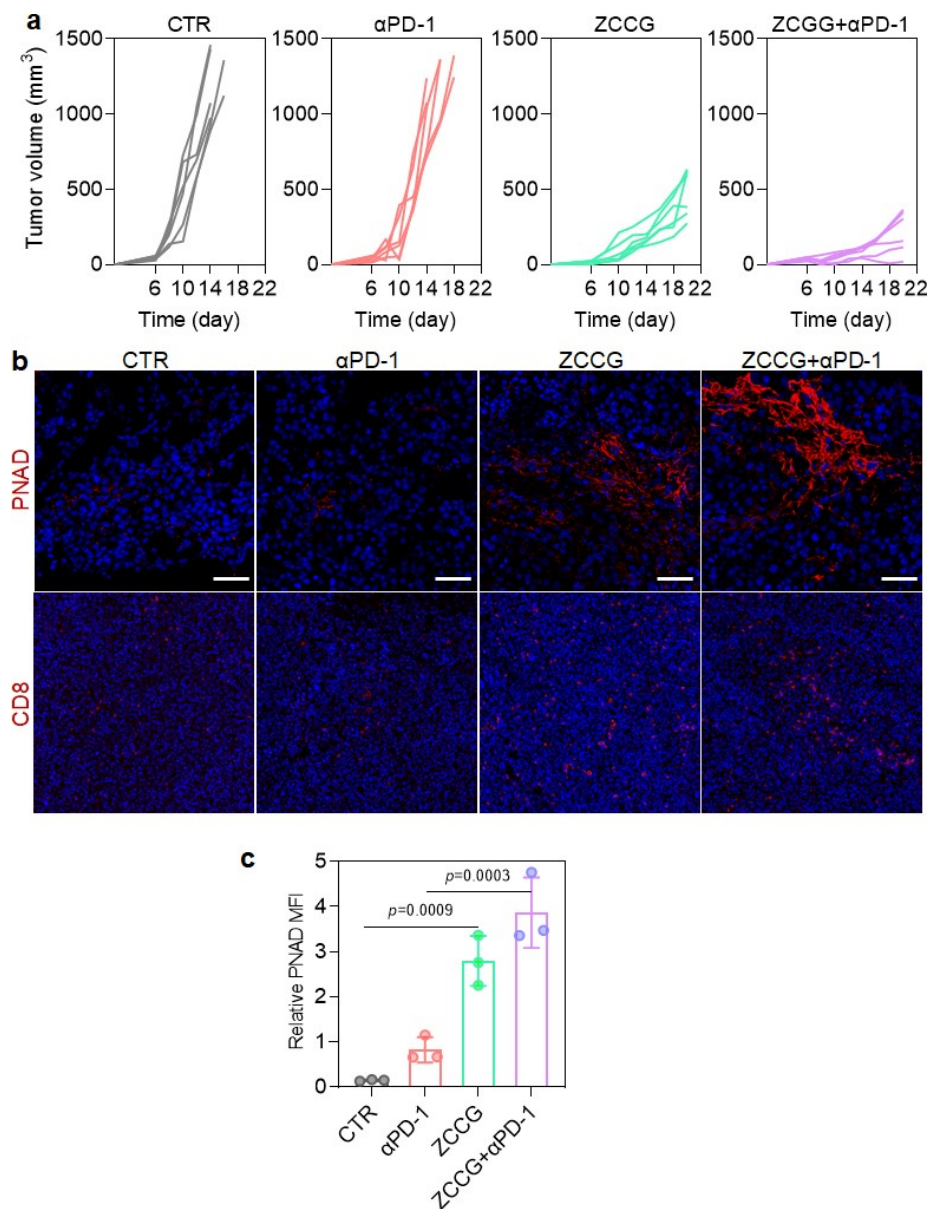 a
CTR
αPD-1
ZCCG
ZCGG+αPD-1
Tumor volume (mm3)
1500
1000
500
0
6 10 14 18 22
Time (day)
1500
1000
500
0
6 10 14 18 22
Time (day)
1500
1000
500
0
6 10 14 18 22
Time (day)
1500
1000
500
0
6 10 14 18 22
Time (day)
b
CTR
αPD-1
ZCCG
ZCCG+αPD-1
PNAD
CD8
c
Relative PNAD MFI
5
4
3
2
1
0
p=0.0003
p=0.0009
CTR
αPD-1
ZCCG
ZCCG+αPD-1